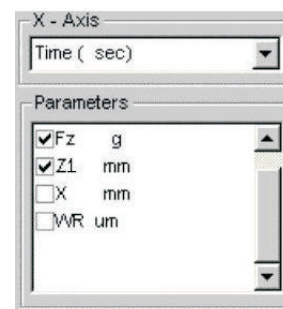 X - Axis
Time ( sec)
Parameters
Fz g
Z1 mm
X mm
WR um